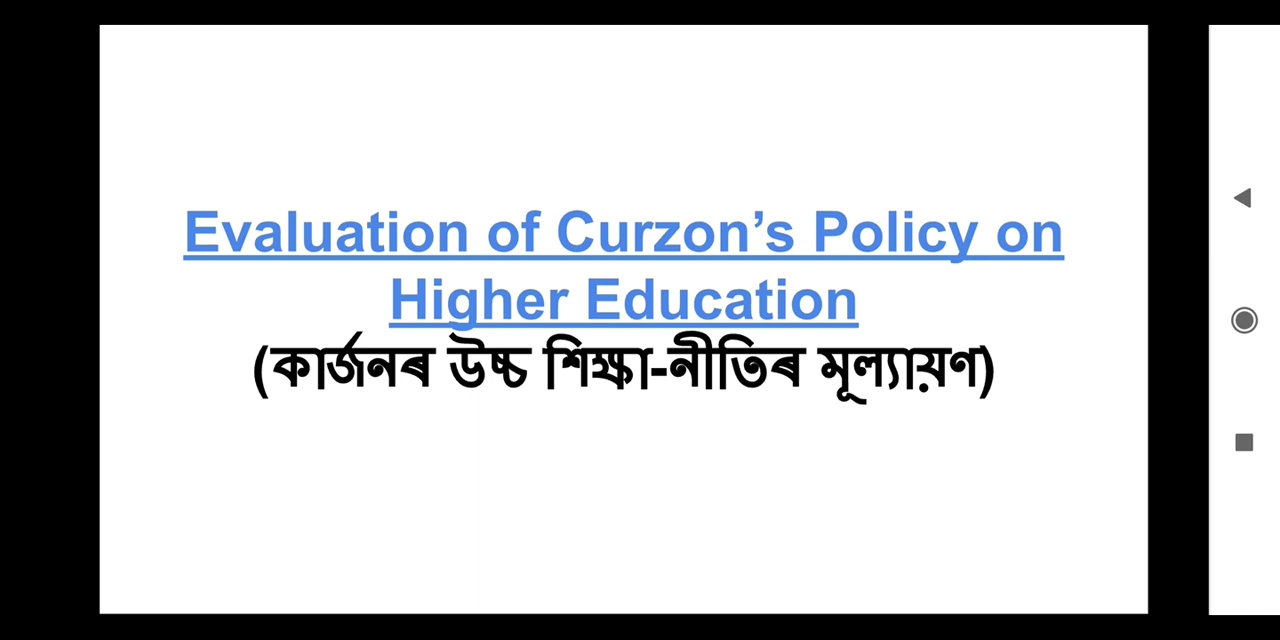 Evaluation of Curzon’s Policy on
Higher Education
(কাৰ্জনৰ উচ্চ শিক্ষা-নীতিৰ মূল্যায়ণ)